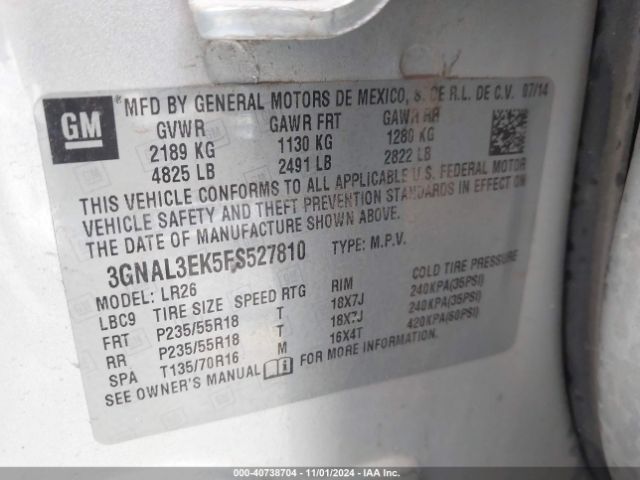 GM MFD BY GENERAL MOTORS DE MEXICO, S. DE R.L. DE C.V. 07/14
GVWR GAWR FRT GAWR RR
2189 KG 1130 KG 1280 KG
4825 LB 2491 LB 2822 LB
THIS VEHICLE CONFORMS TO ALL APPLICABLE U.S. FEDERAL MOTOR
VEHICLE SAFETY AND THEFT PREVENTION STANDARDS IN EFFECT ON
THE DATE OF MANUFACTURE SHOWN ABOVE.
3GNAL3EK5FS527810 TYPE: M.P.V.
MODEL: LR26
LBC9 TIRE SIZE SPEED RTG RIM COLD TIRE PRESSURE
FRT P235/55R18 T 18X7J 240KPA(35PSI)
RR P235/55R18 T 18X7J 240KPA(35PSI)
SPA T135/70R16 M 16X4T 420KPA(60PSI)
SEE OWNER'S MANUAL FOR MORE INFORMATION.
000-40738704 - 11/01/2024 - IAA Inc.